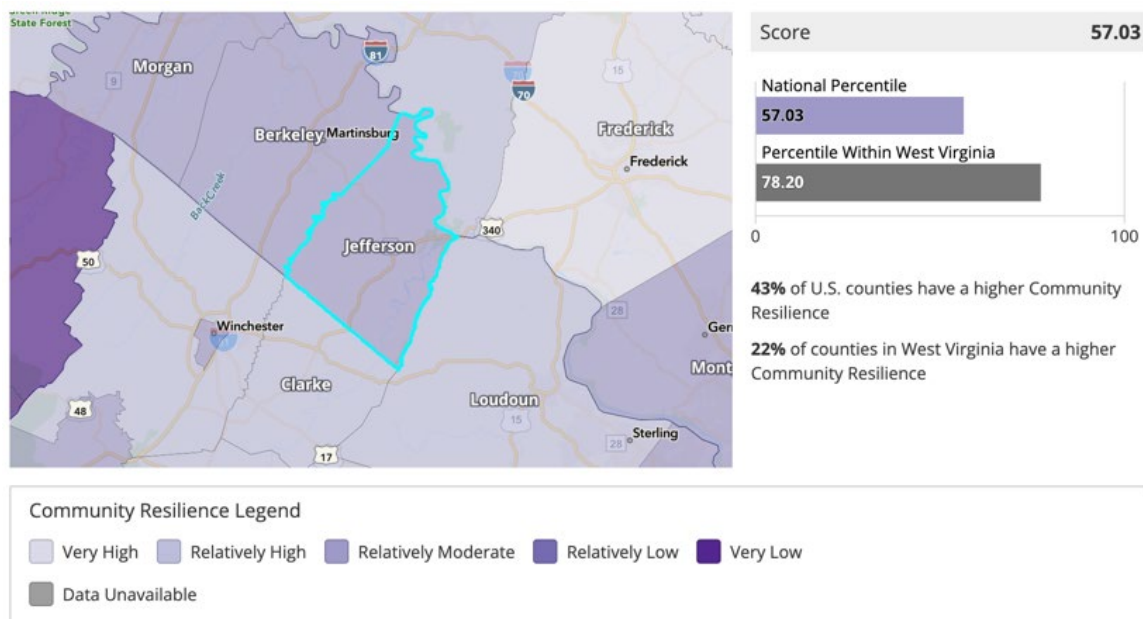 Green Ridge
State Forest
Morgan
9
81
70
15
Frederick
Berkeley
Martinsburg
Frederick
BackCreek
Jefferson
340
50
28
Winchester
Ger
Clarke
Mont
Loudoun
48
15
28
Sterling
17
Score 57.03
National Percentile
57.03
Percentile Within West Virginia
78.20
0 100
43% of U.S. counties have a higher Community
Resilience
22% of counties in West Virginia have a higher
Community Resilience
Community Resilience Legend
Very High Relatively High Relatively Moderate Relatively Low Very Low
Data Unavailable